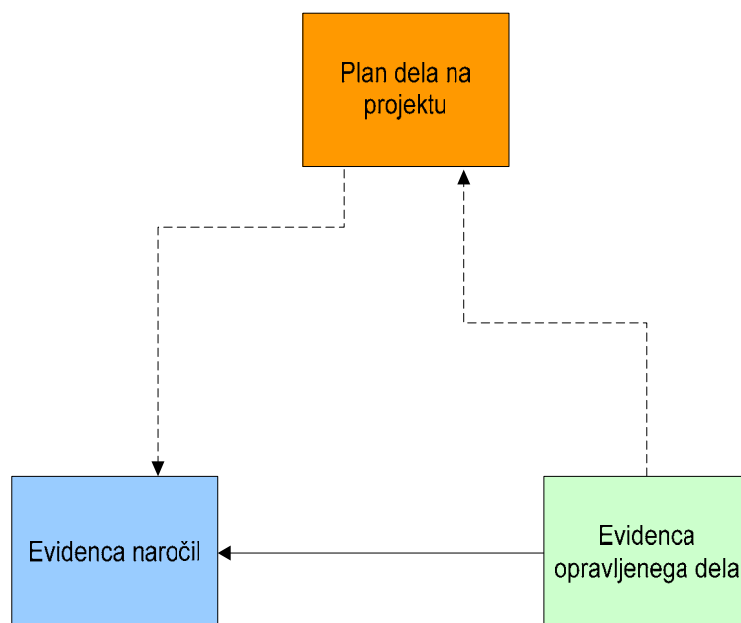 Plan dela na
projektu
Evidenca naročil
Evidenca
opravljenega dela